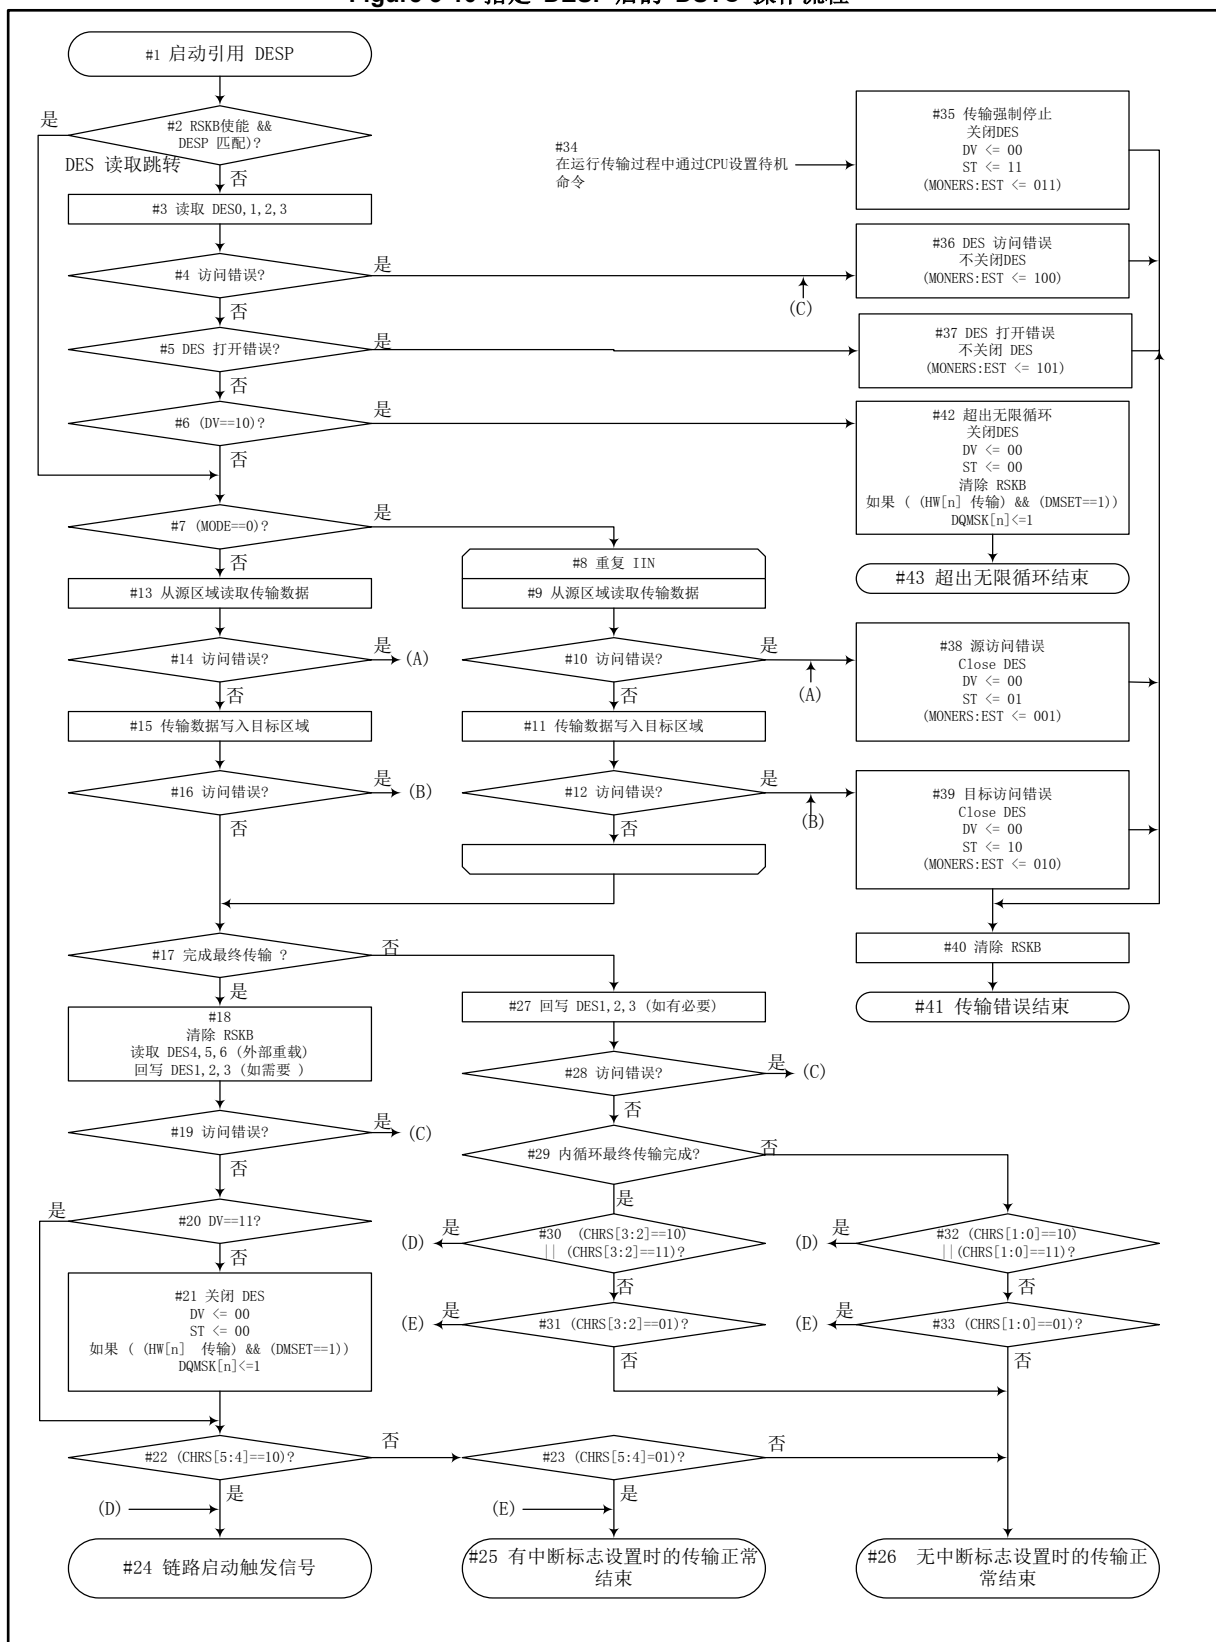 #1 启动引用 DESP
是
#2 RSKB使能 &&
DESP 匹配)?
DES 读取跳转
否
#3 读取 DES0,1,2,3
#4 访问错误?
是
(C)
否
#5 DES 打开错误?
是
否
#6 (DV==10)?
是
否
#7 (MODE==0)?
是
否
#34
在运行传输过程中通过CPU设置待机
命令
#35 传输强制停止
关闭DES
DV <= 00
ST <= 11
(MONERS:EST <= 011)
#36 DES 访问错误
不关闭DES
(MONERS:EST <= 100)
#37 DES 打开错误
不关闭 DES
(MONERS:EST <= 101)
#42 超出无限循环
关闭DES
DV <= 00
ST <= 00
清除 RSKB
如果 ( (HW[n] 传输) && (DMSET==1))
DQMSK[n]<=1
#43 超出无限循环结束
#8 重复 IIN
#9 从源区域读取传输数据
#13 从源区域读取传输数据
#14 访问错误?
是
(A)
否
#10 访问错误?
是
(A)
否
#38 源访问错误
Close DES
DV <= 00
ST <= 01
(MONERS:EST <= 001)
#15 传输数据写入目标区域
#11 传输数据写入目标区域
#16 访问错误?
是
(B)
否
#12 访问错误?
是
(B)
否
#39 目标访问错误
Close DES
DV <= 00
ST <= 10
(MONERS:EST <= 010)
#40 清除 RSKB
#41 传输错误结束
#17 完成最终传输 ?
否
是
#18
清除 RSKB
读取 DES4,5,6 (外部重载)
回写 DES1,2,3 (如需要 )
#27 回写 DES1,2,3 (如有必要)
#28 访问错误?
是
(C)
否
#19 访问错误?
是
(C)
否
#29 内循环最终传输完成?
否
是
是
#20 DV==11?
否
(D)
是
#30 (CHRS[3:2]==10)
|| (CHRS[3:2]==11)?
否
(D)
是
#32 (CHRS[1:0]==10)
||(CHRS[1:0]==11)?
否
#21 关闭 DES
DV <= 00
ST <= 00
如果 ( (HW[n] 传输) && (DMSET==1))
DQMSK[n]<=1
(E)
是
#31 (CHRS[3:2]==01)?
否
(E)
是
#33 (CHRS[1:0]==01)?
否
#22 (CHRS[5:4]==10)?
否
是
#23 (CHRS[5:4]=01)?
否
是
(D)
(E)
#24 链路启动触发信号
#25 有中断标志设置时的传输正常
结束
#26 无中断标志设置时的传输正
常结束